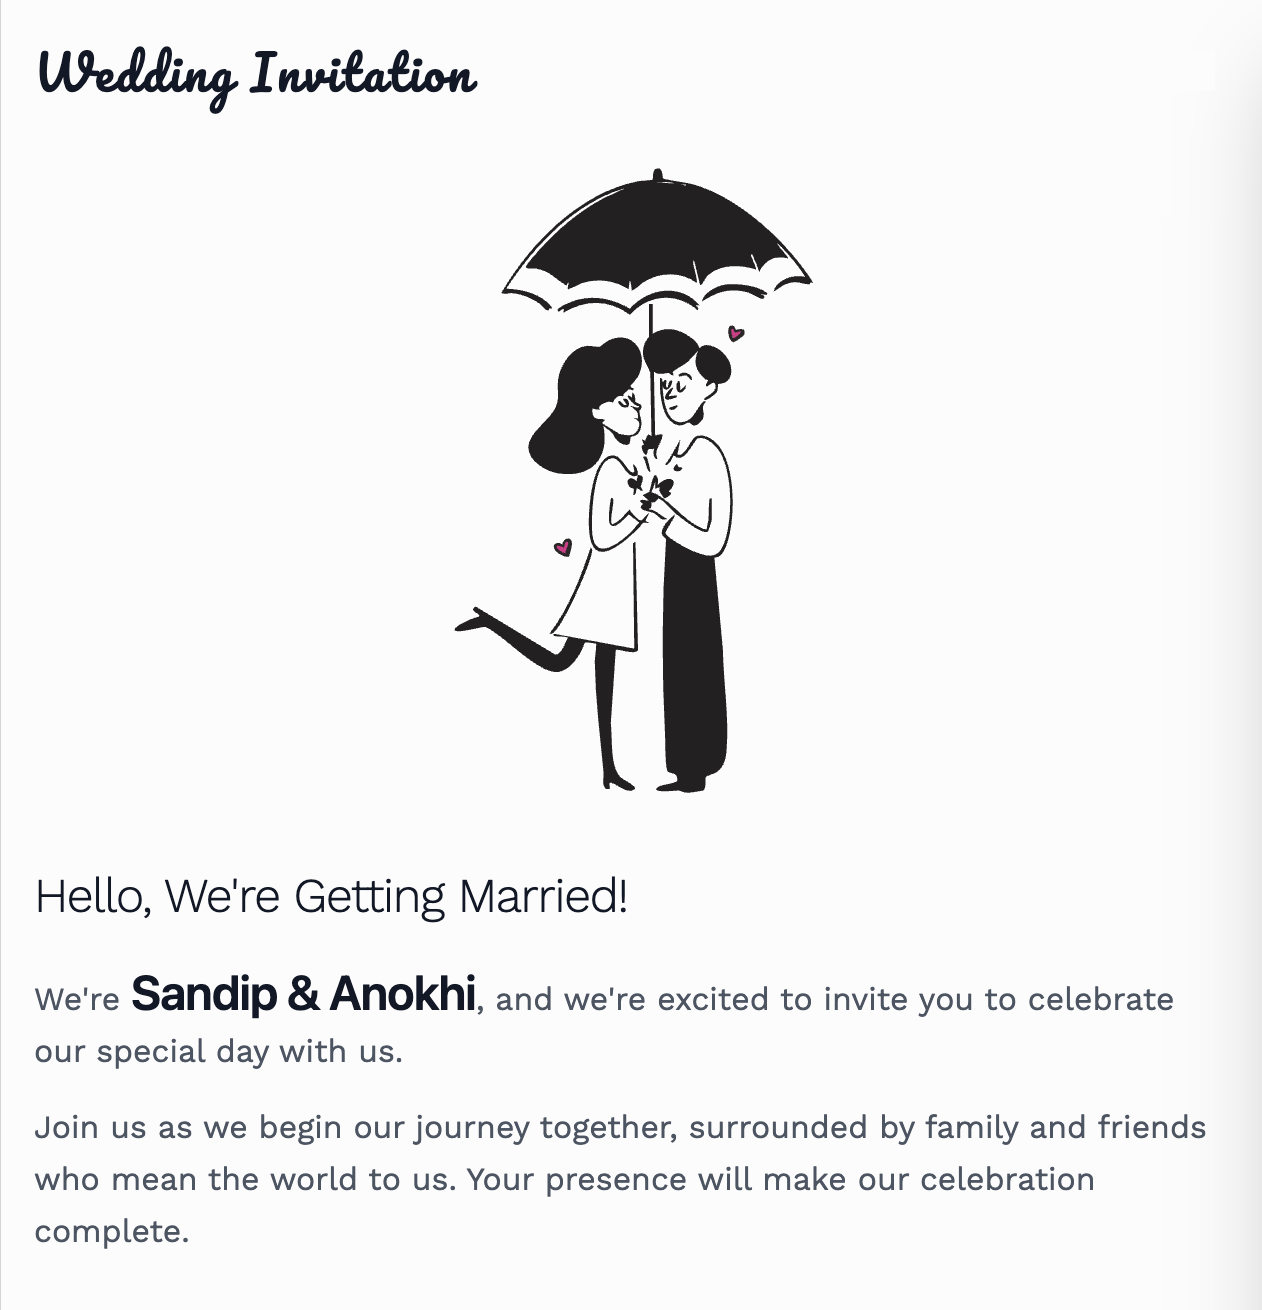 Wedding Invitation
Hello, We're Getting Married!
We're Sandip & Anokhi, and we're excited to invite you to celebrate
our special day with us.
Join us as we begin our journey together, surrounded by family and friends
who mean the world to us. Your presence will make our celebration
complete.